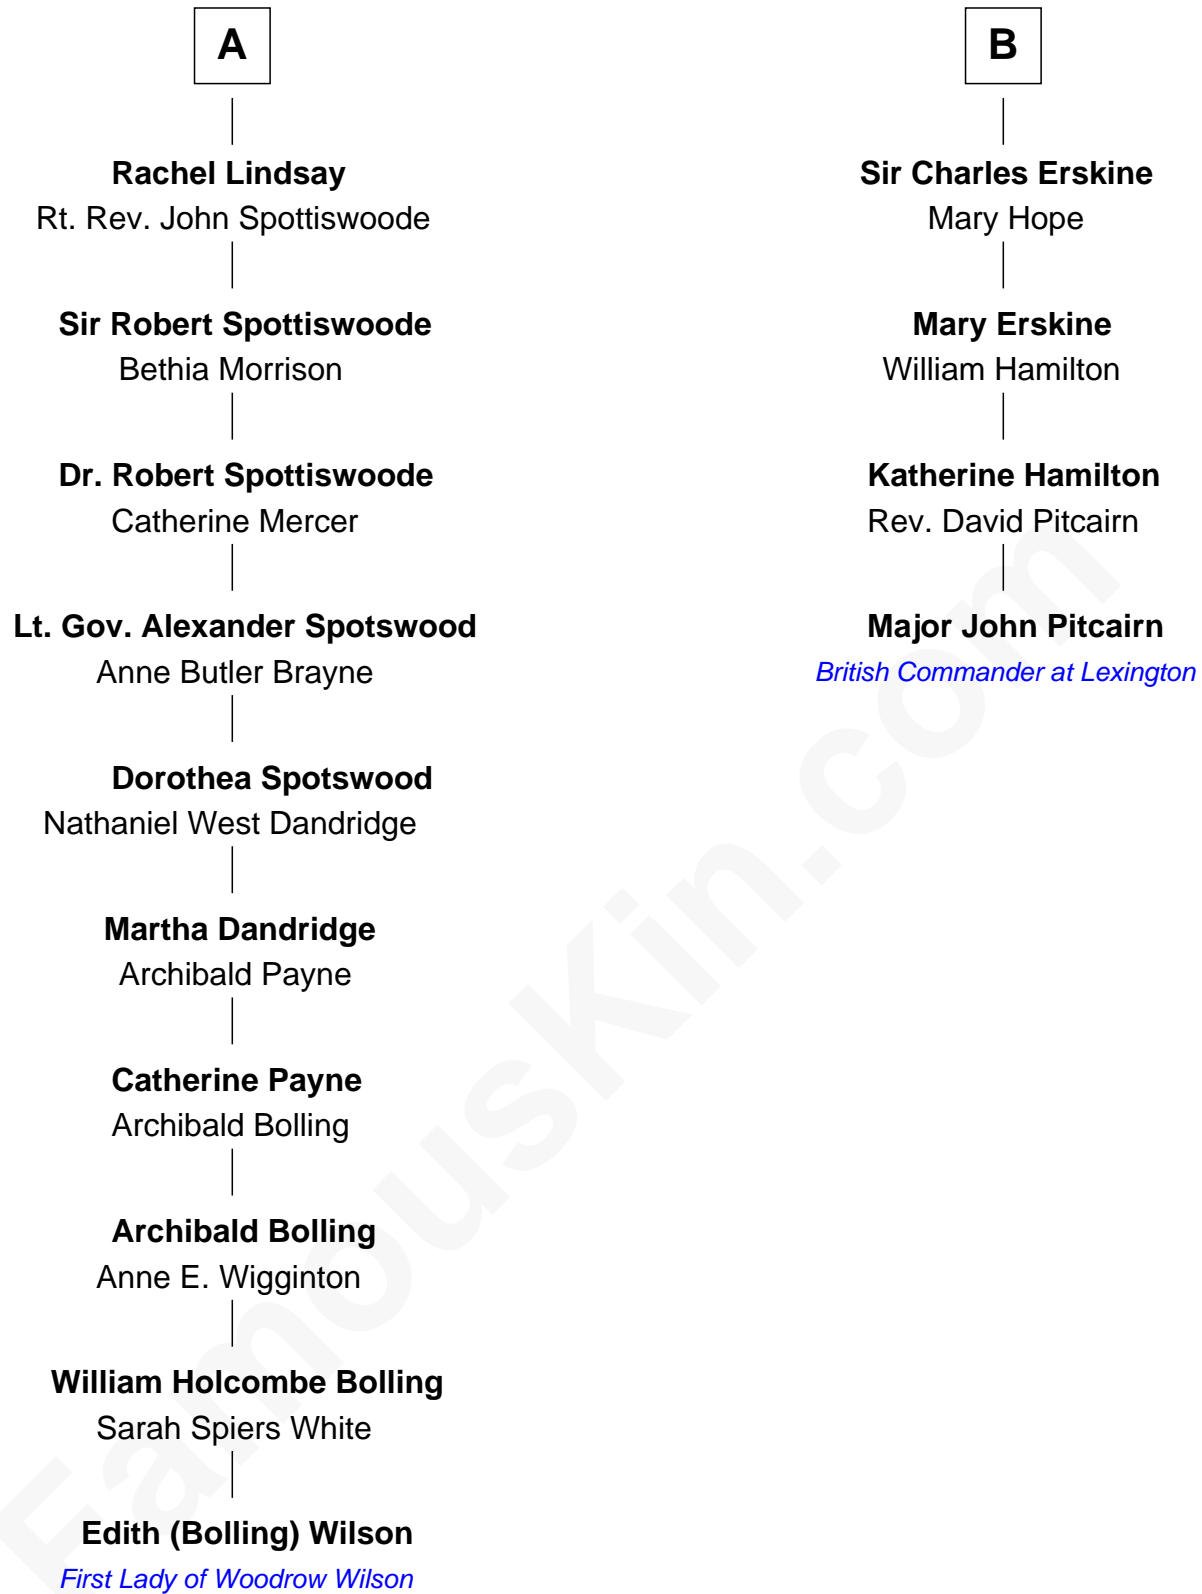 A
Rachel Lindsay
Rt. Rev. John Spottiswoode
Sir Robert Spottiswoode
Bethia Morrison
Dr. Robert Spottiswoode
Catherine Mercer
Lt. Gov. Alexander Spotswood
Anne Butler Brayne
Dorothea Spotswood
Nathaniel West Dandridge
Martha Dandridge
Archibald Payne
Catherine Payne
Archibald Bolling
Archibald Bolling
Anne E. Wigginton
William Holcombe Bolling
Sarah Spiers White
Edith (Bolling) Wilson
First Lady of Woodrow Wilson
B
Sir Charles Erskine
Mary Hope
Mary Erskine
William Hamilton
Katherine Hamilton
Rev. David Pitcairn
Major John Pitcairn
British Commander at Lexington
FamousKin.com